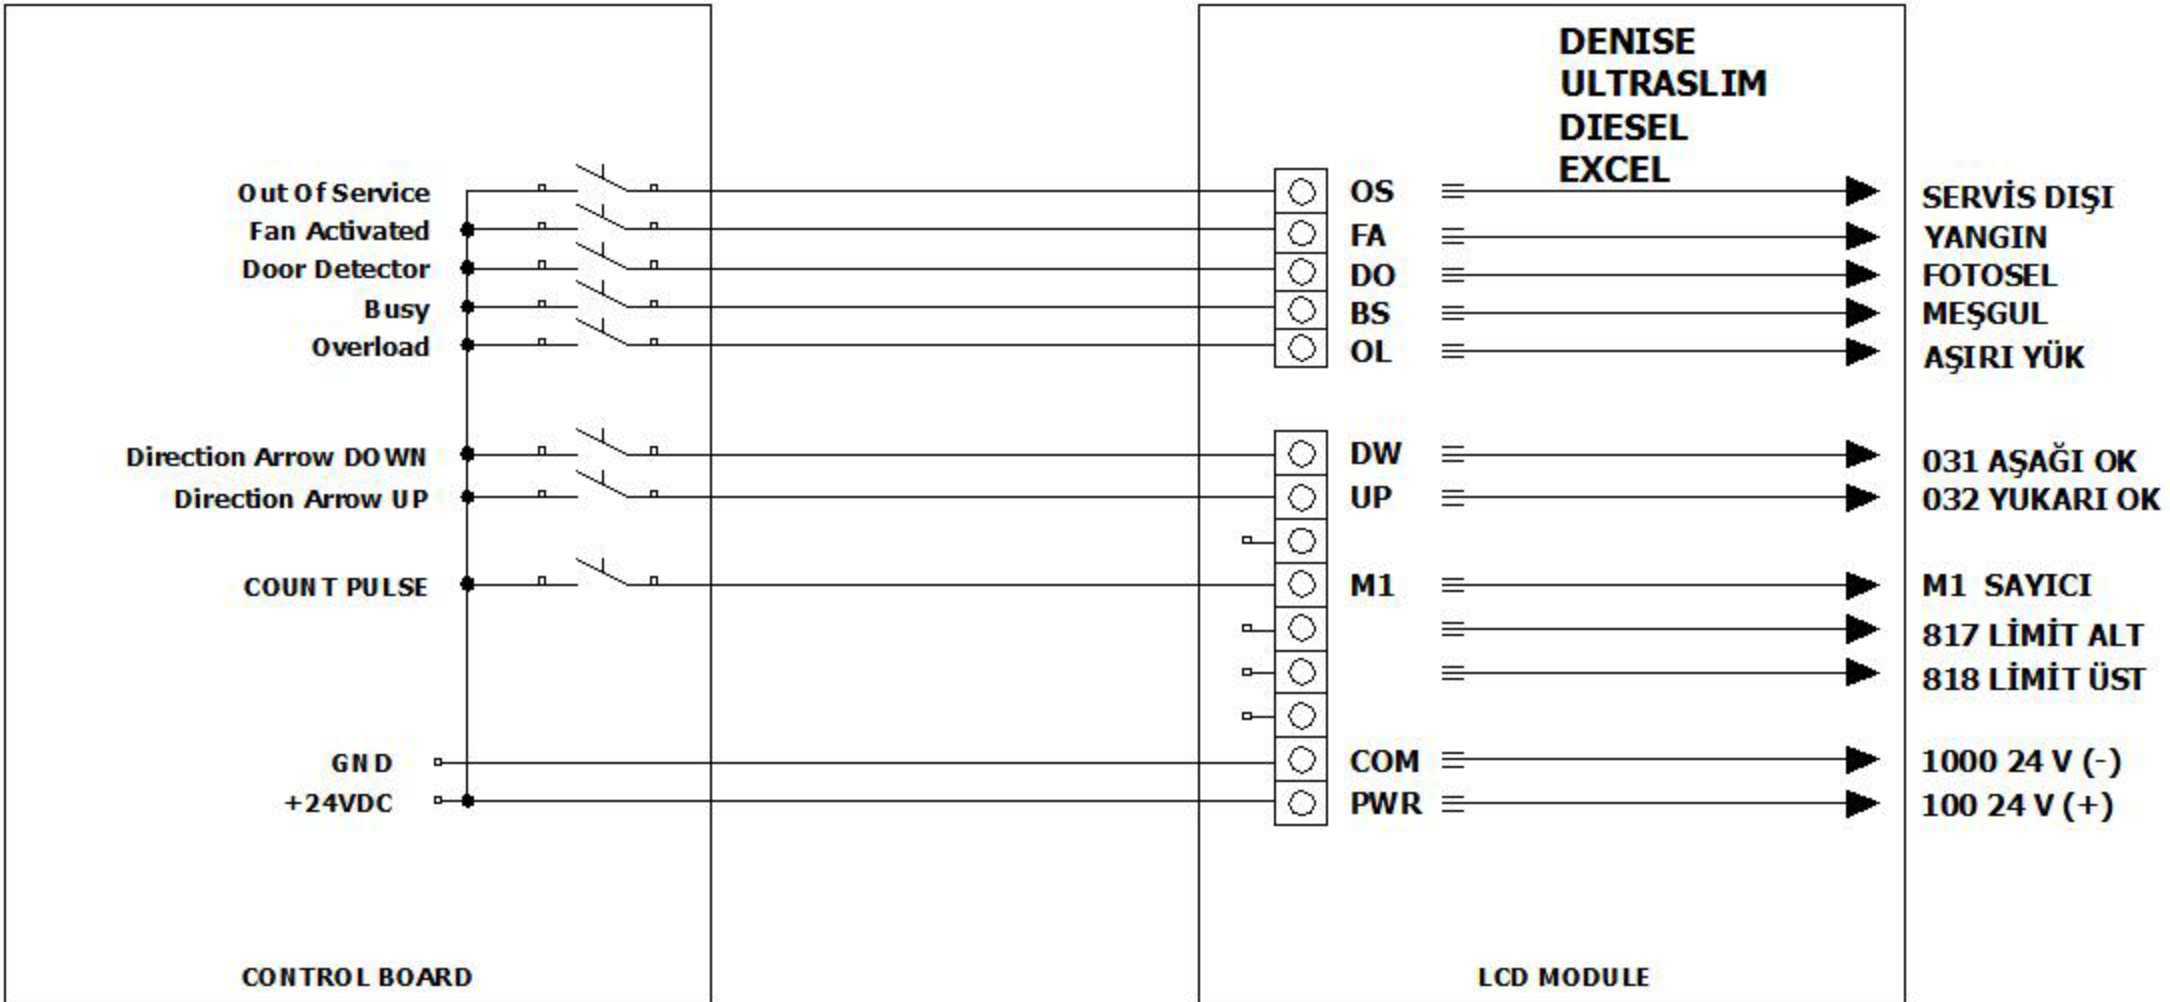 DENISE
ULTRASLIM
DIESEL
EXCEL
Out Of Service
OS
SERVİS DIŞI
Fan Activated
FA
YANGIN
Door Detector
DO
FOTOSEL
Busy
BS
MEŞGUL
Overload
OL
AŞIRI YÜK
Direction Arrow DOWN
DW
031 AŞAĞI OK
Direction Arrow UP
UP
032 YUKARI OK
COUNT PULSE
M1
M1 SAYICI
817 LİMİT ALT
818 LİMİT ÜST
GND
COM
1000 24 V (-)
+24VDC
PWR
100 24 V (+)
CONTROL BOARD
LCD MODULE